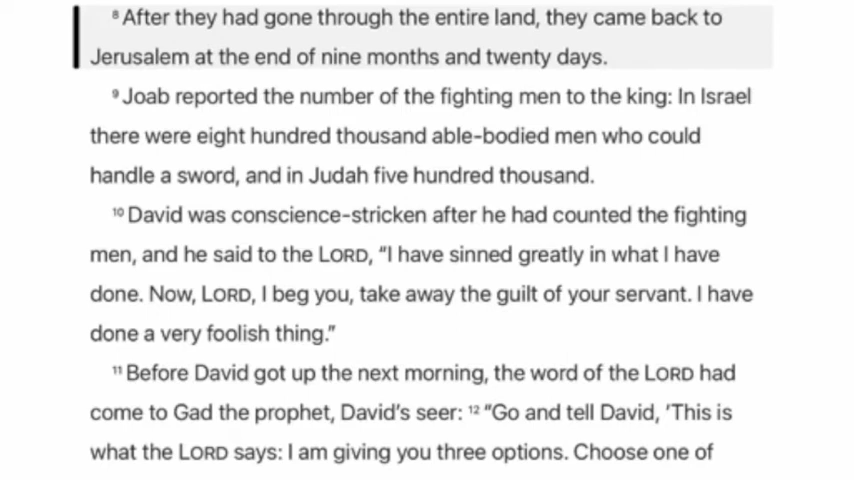 ⁸ After they had gone through the entire land, they came back to
Jerusalem at the end of nine months and twenty days.
⁹ Joab reported the number of the fighting men to the king: In Israel
there were eight hundred thousand able-bodied men who could
handle a sword, and in Judah five hundred thousand.
¹⁰ David was conscience-stricken after he had counted the fighting
men, and he said to the LORD, “I have sinned greatly in what I have
done. Now, LORD, I beg you, take away the guilt of your servant. I have
done a very foolish thing.”
¹¹ Before David got up the next morning, the word of the LORD had
come to Gad the prophet, David’s seer: ¹² “Go and tell David, ‘This is
what the LORD says: I am giving you three options. Choose one of